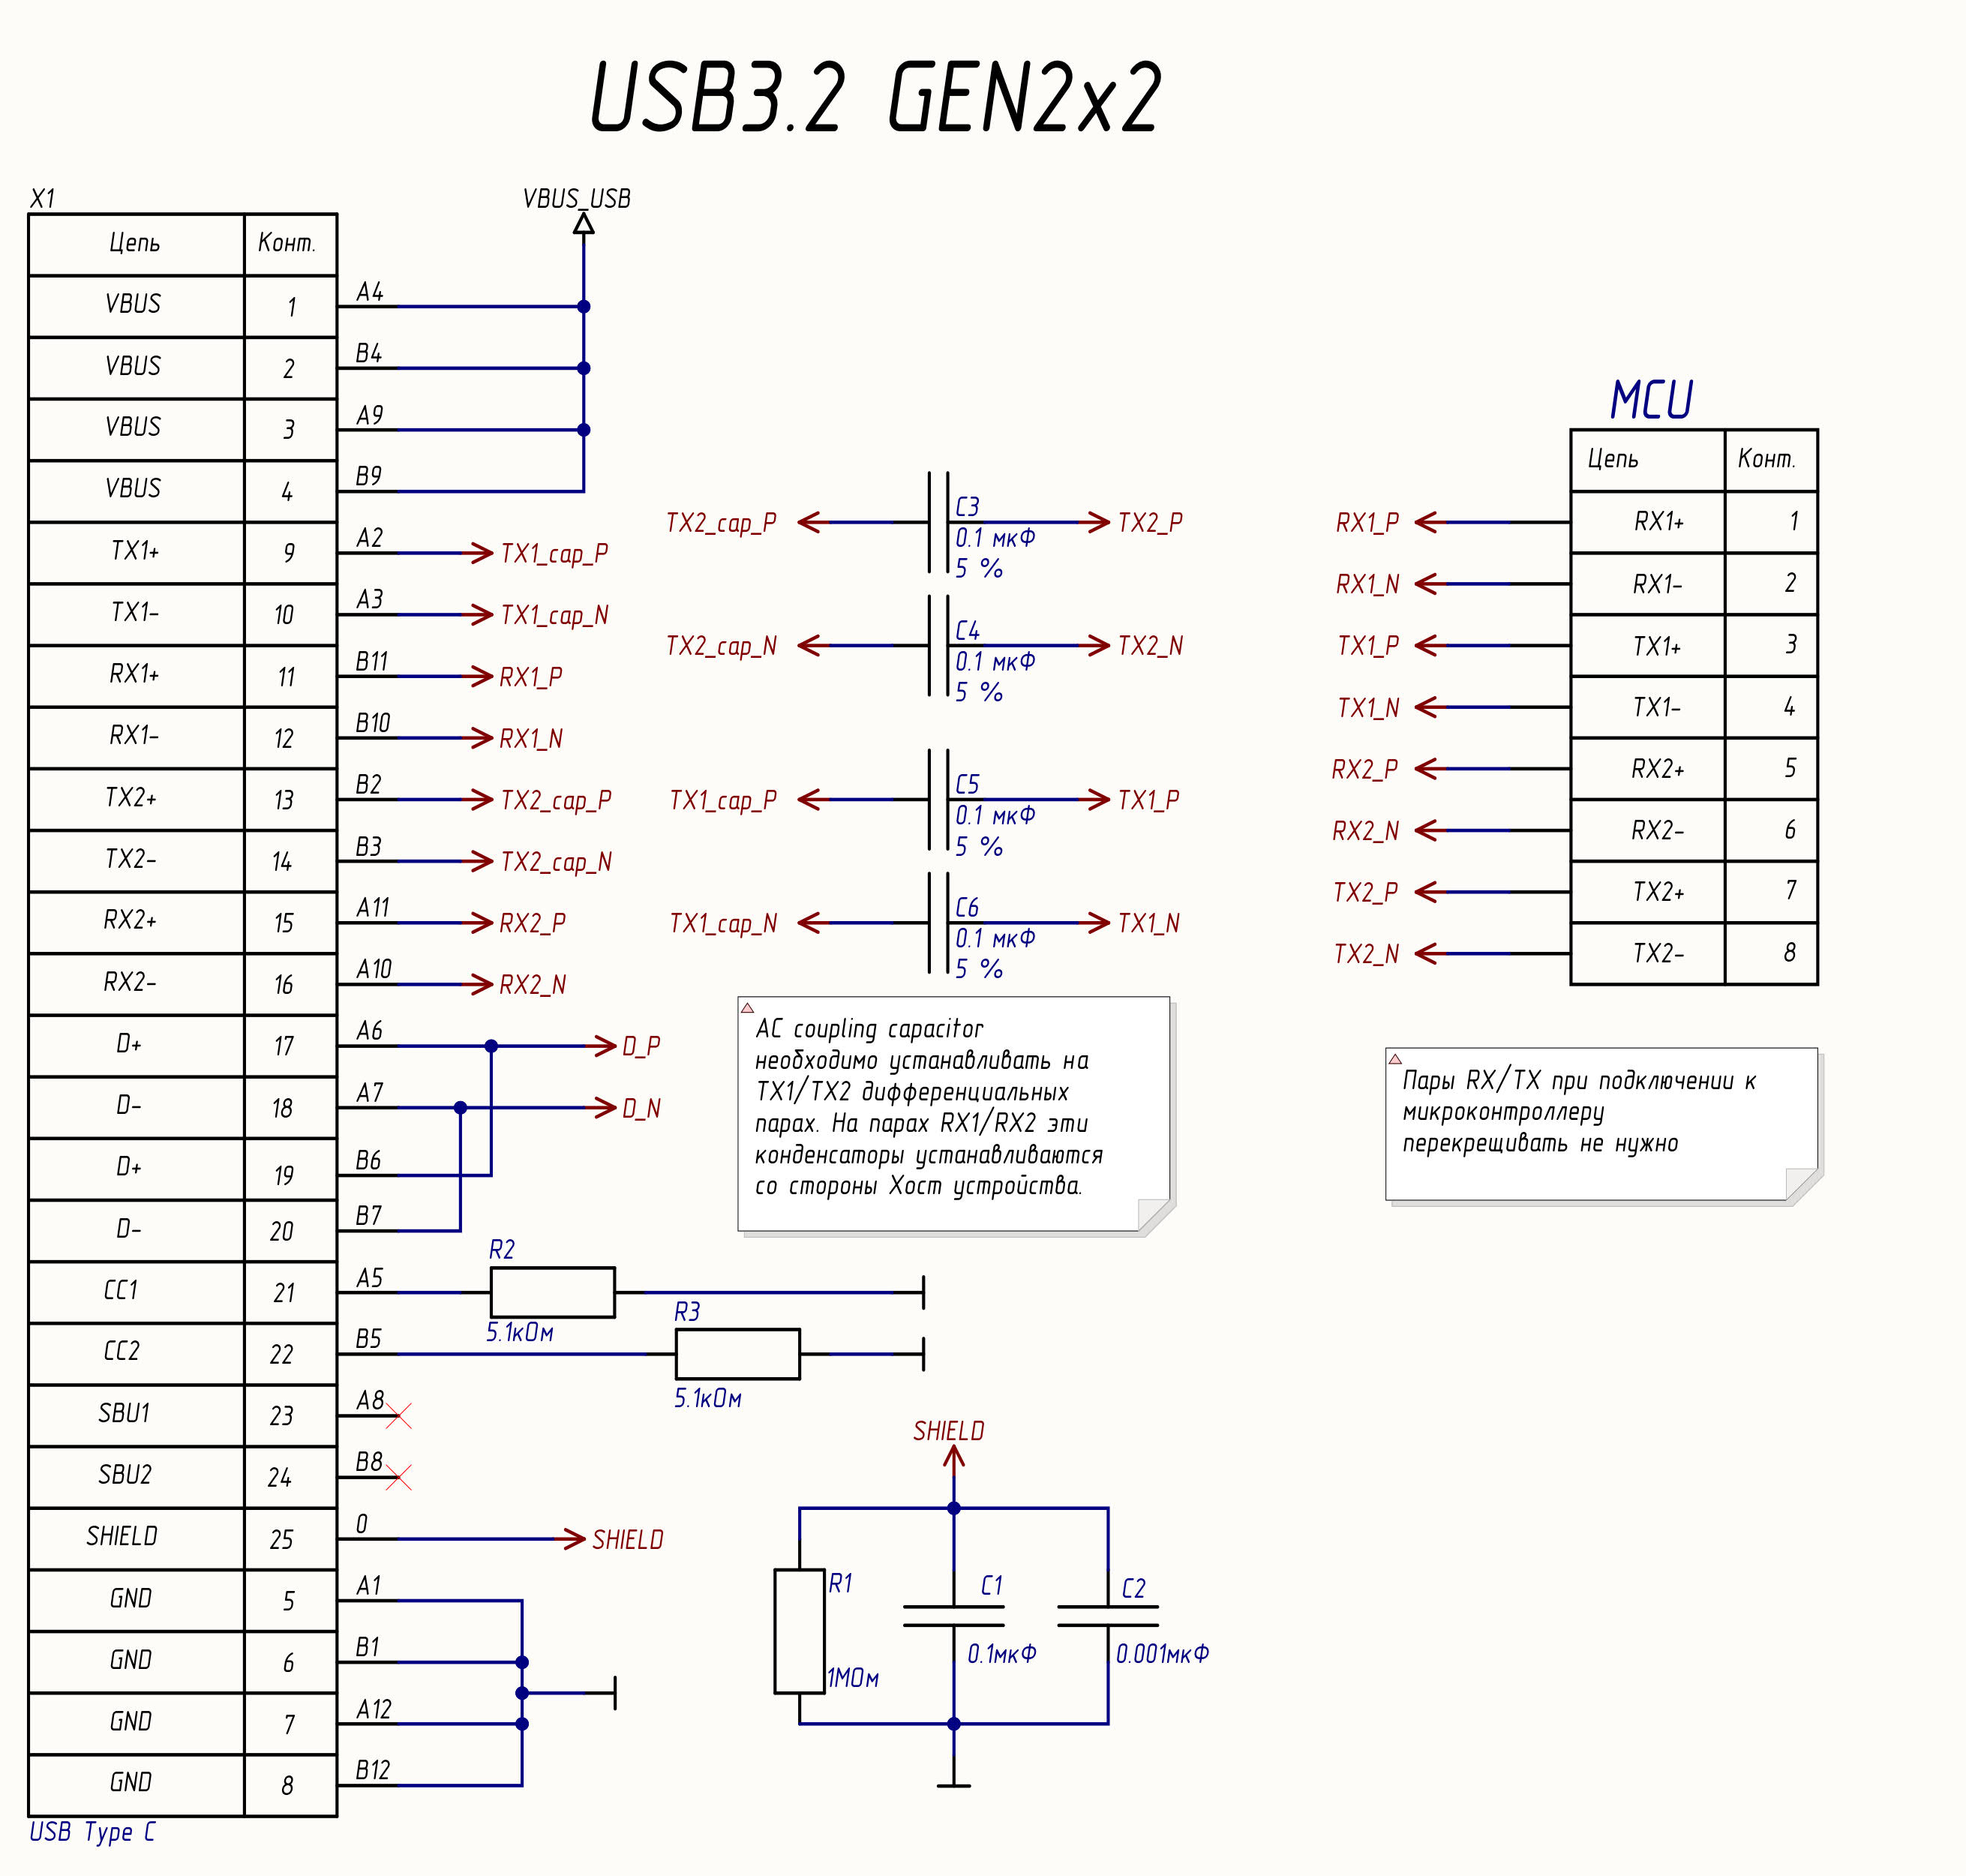 USB3.2 GEN2x2
X1
Цепь Конт.
VBUS 1 A4
VBUS 2 B4
VBUS 3 A9
VBUS 4 B9
TX1+ 9 A2 TX1_cap_P
TX1- 10 A3 TX1_cap_N
RX1+ 11 B11 RX1_P
RX1- 12 B10 RX1_N
TX2+ 13 B2 TX2_cap_P
TX2- 14 B3 TX2_cap_N
RX2+ 15 A11 RX2_P
RX2- 16 A10 RX2_N
D+ 17 A6 D_P
D- 18 A7 D_N
D+ 19 B6
D- 20 B7
CC1 21 A5
CC2 22 B5
SBU1 23 A8
SBU2 24 B8
SHIELD 25 0 SHIELD
GND 5 A1
GND 6 B1
GND 7 A12
GND 8 B12
USB Type C
VBUS_USB
TX2_cap_P C3 TX2_P
0.1 мкФ
5 %
TX2_cap_N C4 TX2_N
0.1 мкФ
5 %
TX1_cap_P C5 TX1_P
0.1 мкФ
5 %
TX1_cap_N C6 TX1_N
0.1 мкФ
5 %
AC coupling capacitor
необходимо устанавливать на
TX1/TX2 дифференциальных
парах. На парах RX1/RX2 эти
конденсаторы устанавливаются
со стороны Хост устройства.
R2
5.1кОм
R3
5.1кОм
SHIELD
R1
1МОм
C1
0.1мкФ
C2
0.001мкФ
MCU
Цепь Конт.
RX1_P RX1+ 1
RX1_N RX1- 2
TX1_P TX1+ 3
TX1_N TX1- 4
RX2_P RX2+ 5
RX2_N RX2- 6
TX2_P TX2+ 7
TX2_N TX2- 8
Пары RX/TX при подключении к
микроконтроллеру
перекрещивать не нужно